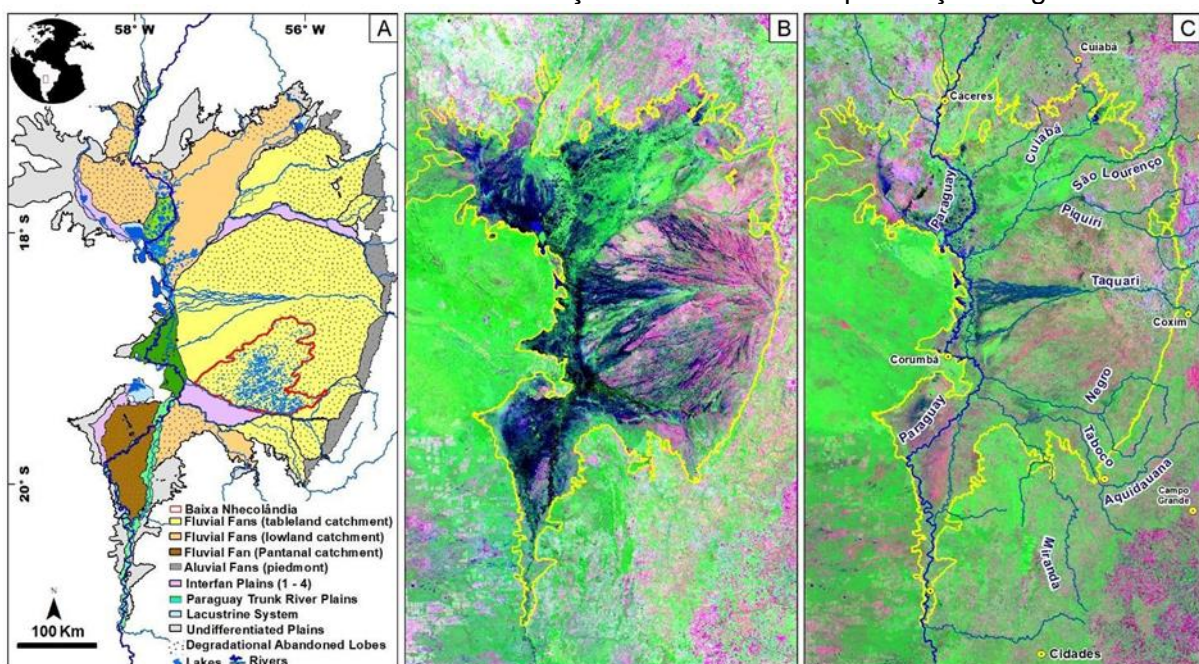 58° W
56° W
A
18° S
20° S
Baixa Nhecolândia
Fluvial Fans (tableland catchment)
Fluvial Fans (lowland catchment)
Fluvial Fan (Pantanal catchment)
Aluvial Fans (piedmont)
Interfan Plains (1 - 4)
Paraguay Trunk River Plains
Lacustrine System
Undifferentiated Plains
Degradational Abandoned Lobes
Lakes
Rivers
N
100 Km
B
C
Cuiabá
Cáceres
Cuiabá
São Lourenço
Paraguay
Piquiri
Taquari
Coxim
Corumbá
Negro
Paraguay
Taboco
Aquidauana
Campo Grande
Miranda
Cidades